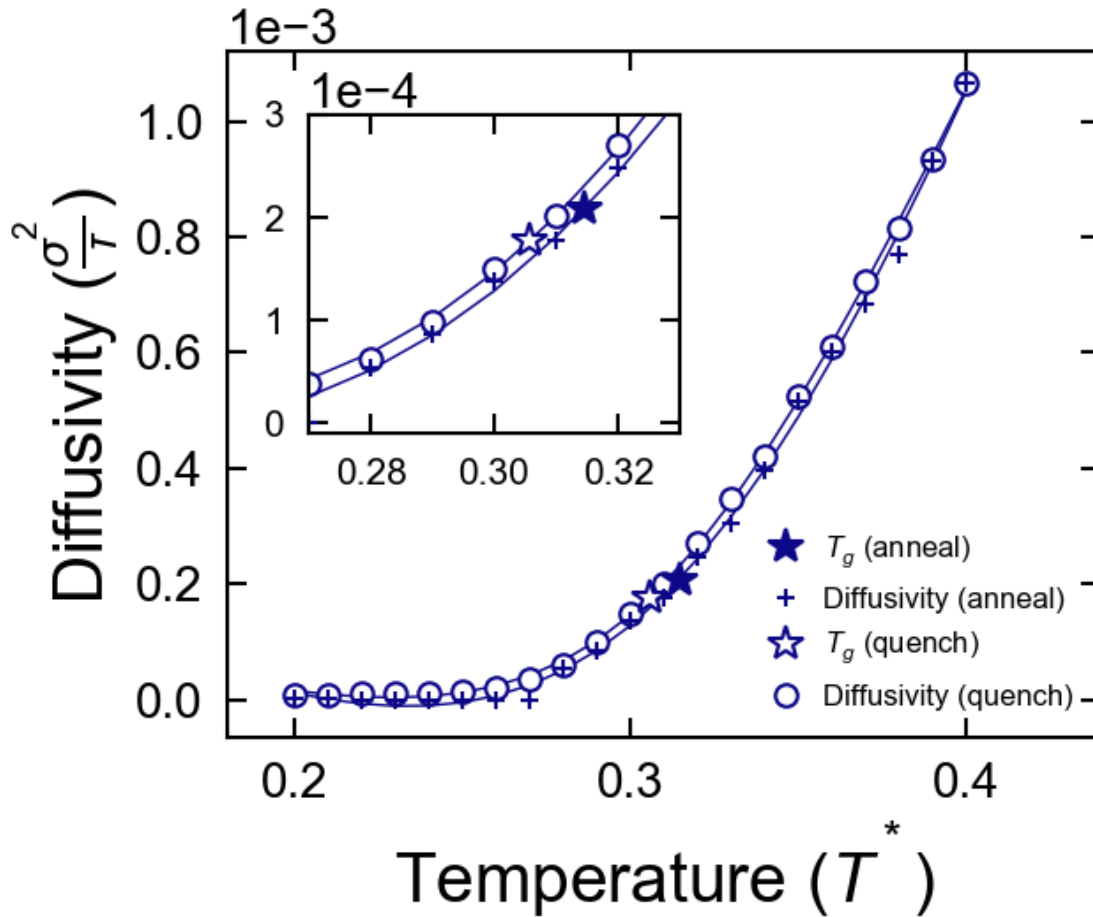 1e−3
1e−4
3
2
1
0
0.28 0.30 0.32
1.0
0.8
0.6
0.4
0.2
0.0
Diffusivity (σ²/τ)
T_g (anneal)
Diffusivity (anneal)
T_g (quench)
Diffusivity (quench)
0.2 0.3 0.4
Temperature (T*)